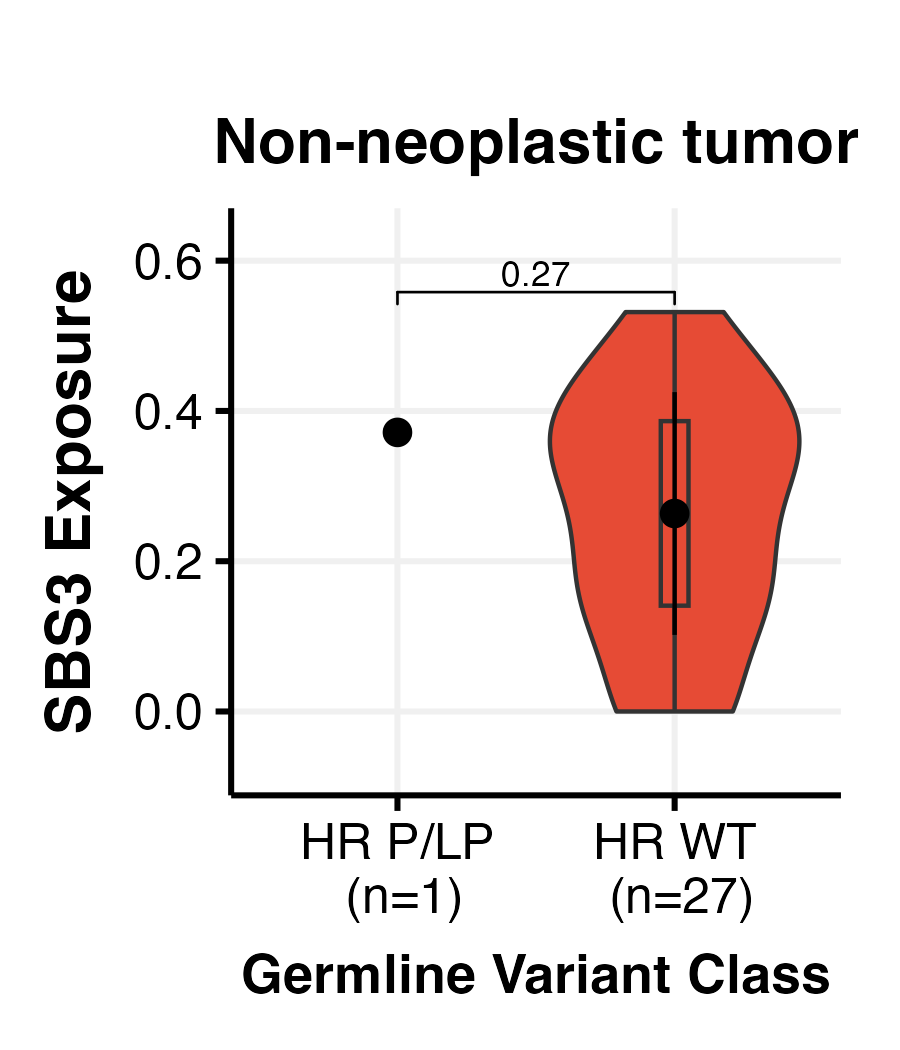 Non-neoplastic tumor
0.27
0.6
0.4
0.2
0.0
SBS3 Exposure
HR P/LP
(n=1)
HR WT
(n=27)
Germline Variant Class